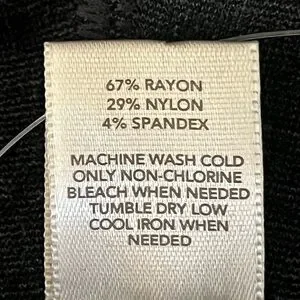 67% RAYON
29% NYLON
4% SPANDEX
MACHINE WASH COLD
ONLY NON-CHLORINE
BLEACH WHEN NEEDED
TUMBLE DRY LOW
COOL IRON WHEN
NEEDED